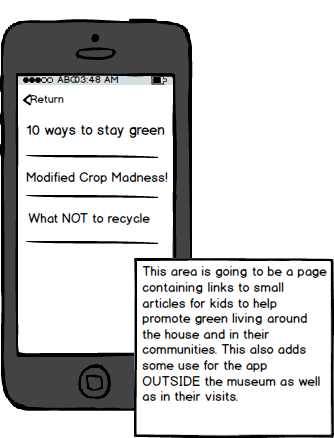 ABC 03:48 AM
Return
10 ways to stay green
Modified Crop Madness!
What NOT to recycle
This area is going to be a page
containing links to small
articles for kids to help
promote green living around
the house and in their
communities. This also adds
some use for the app
OUTSIDE the museum as well
as in their visits.